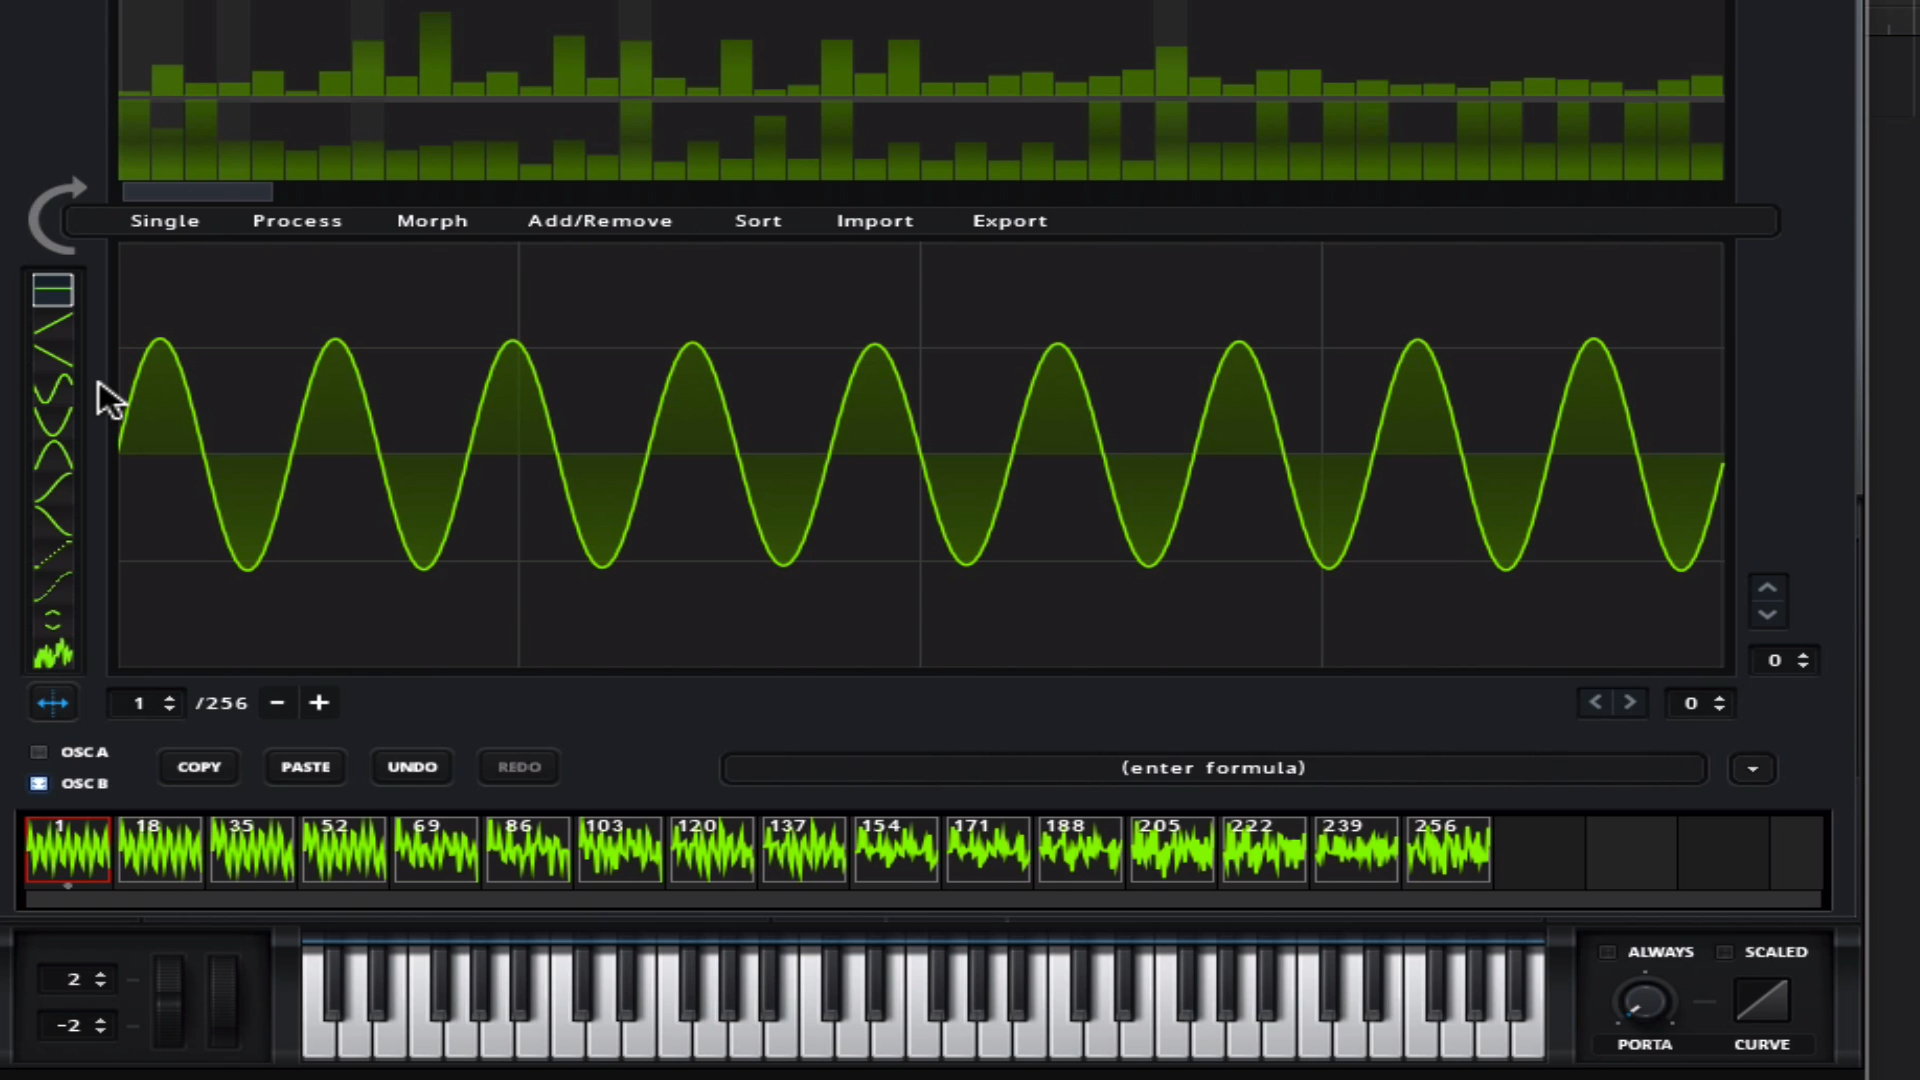 Single Process Morph Add/Remove Sort Import Export
0
1 /256 - + < > 0
OSC A
OSC B
COPY PASTE UNDO REDO (enter formula)
1 18 35 52 69 86 103 120 137 154 171 188 205 222 239 256
2
-2
ALWAYS SCALED
PORTA CURVE